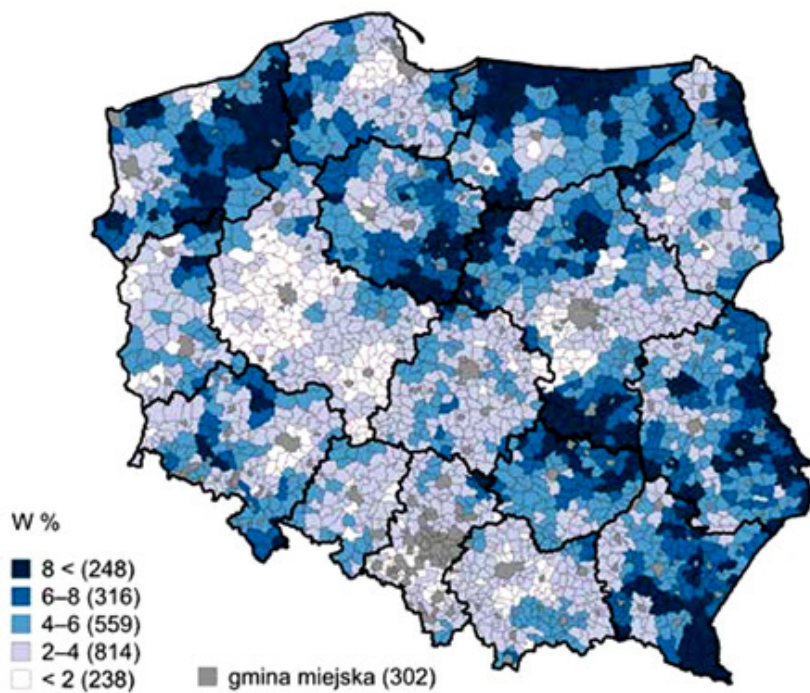 W %
8 < (248)
6–8 (316)
4–6 (559)
2–4 (814)
< 2 (238)
gmina miejska (302)